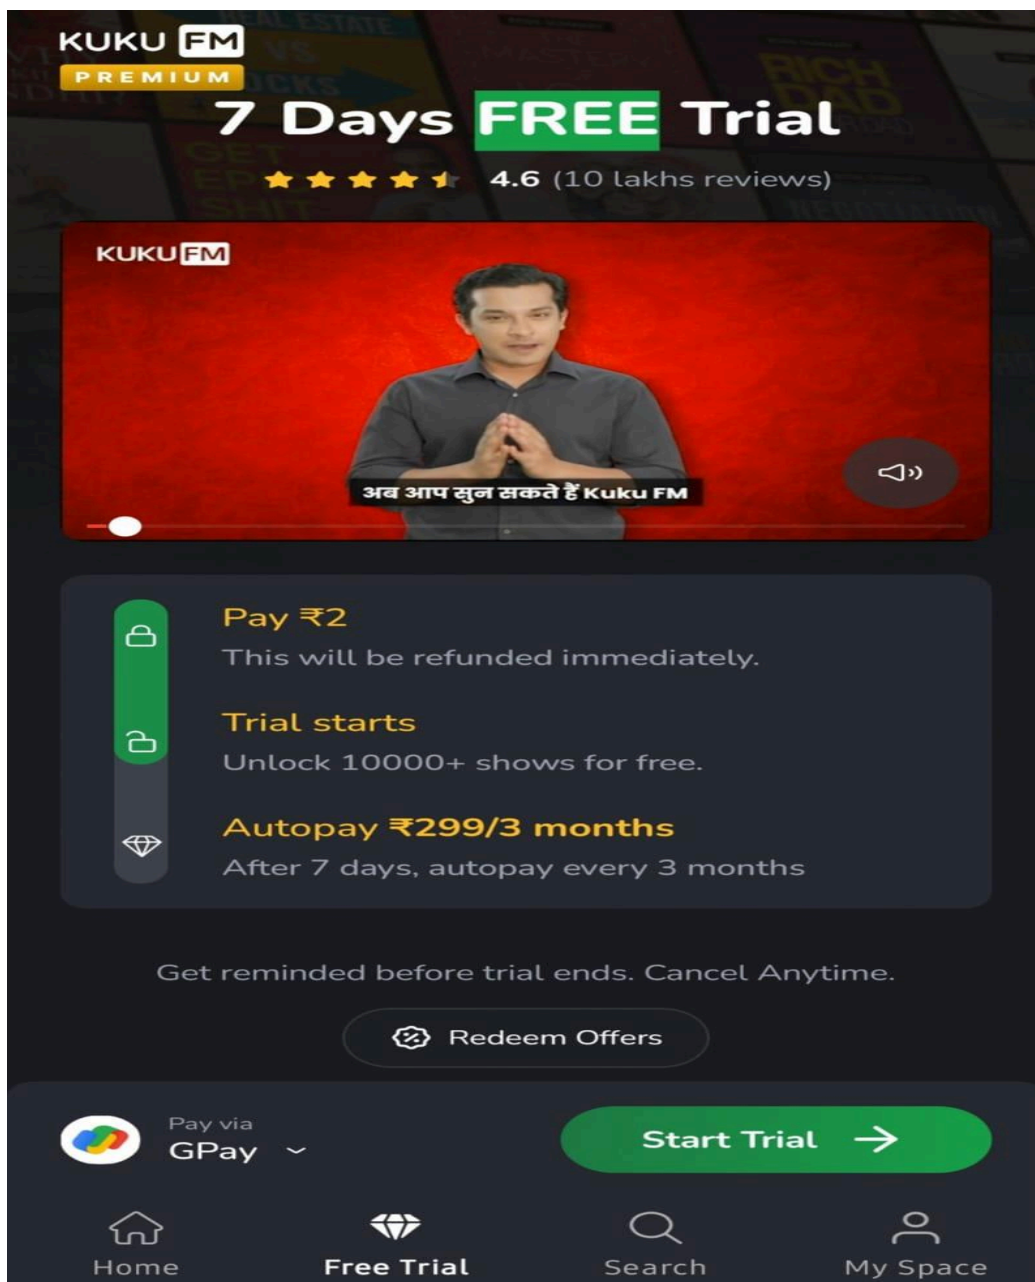 KUKU FM
PREMIUM
7 Days FREE Trial
4.6 (10 lakhs reviews)
KUKU FM
अब आप सुन सकते हैं Kuku FM
Pay ₹2
This will be refunded immediately.
Trial starts
Unlock 10000+ shows for free.
Autopay ₹299/3 months
After 7 days, autopay every 3 months
Get reminded before trial ends. Cancel Anytime.
Redeem Offers
Pay via
GPay
Start Trial
Home
Free Trial
Search
My Space